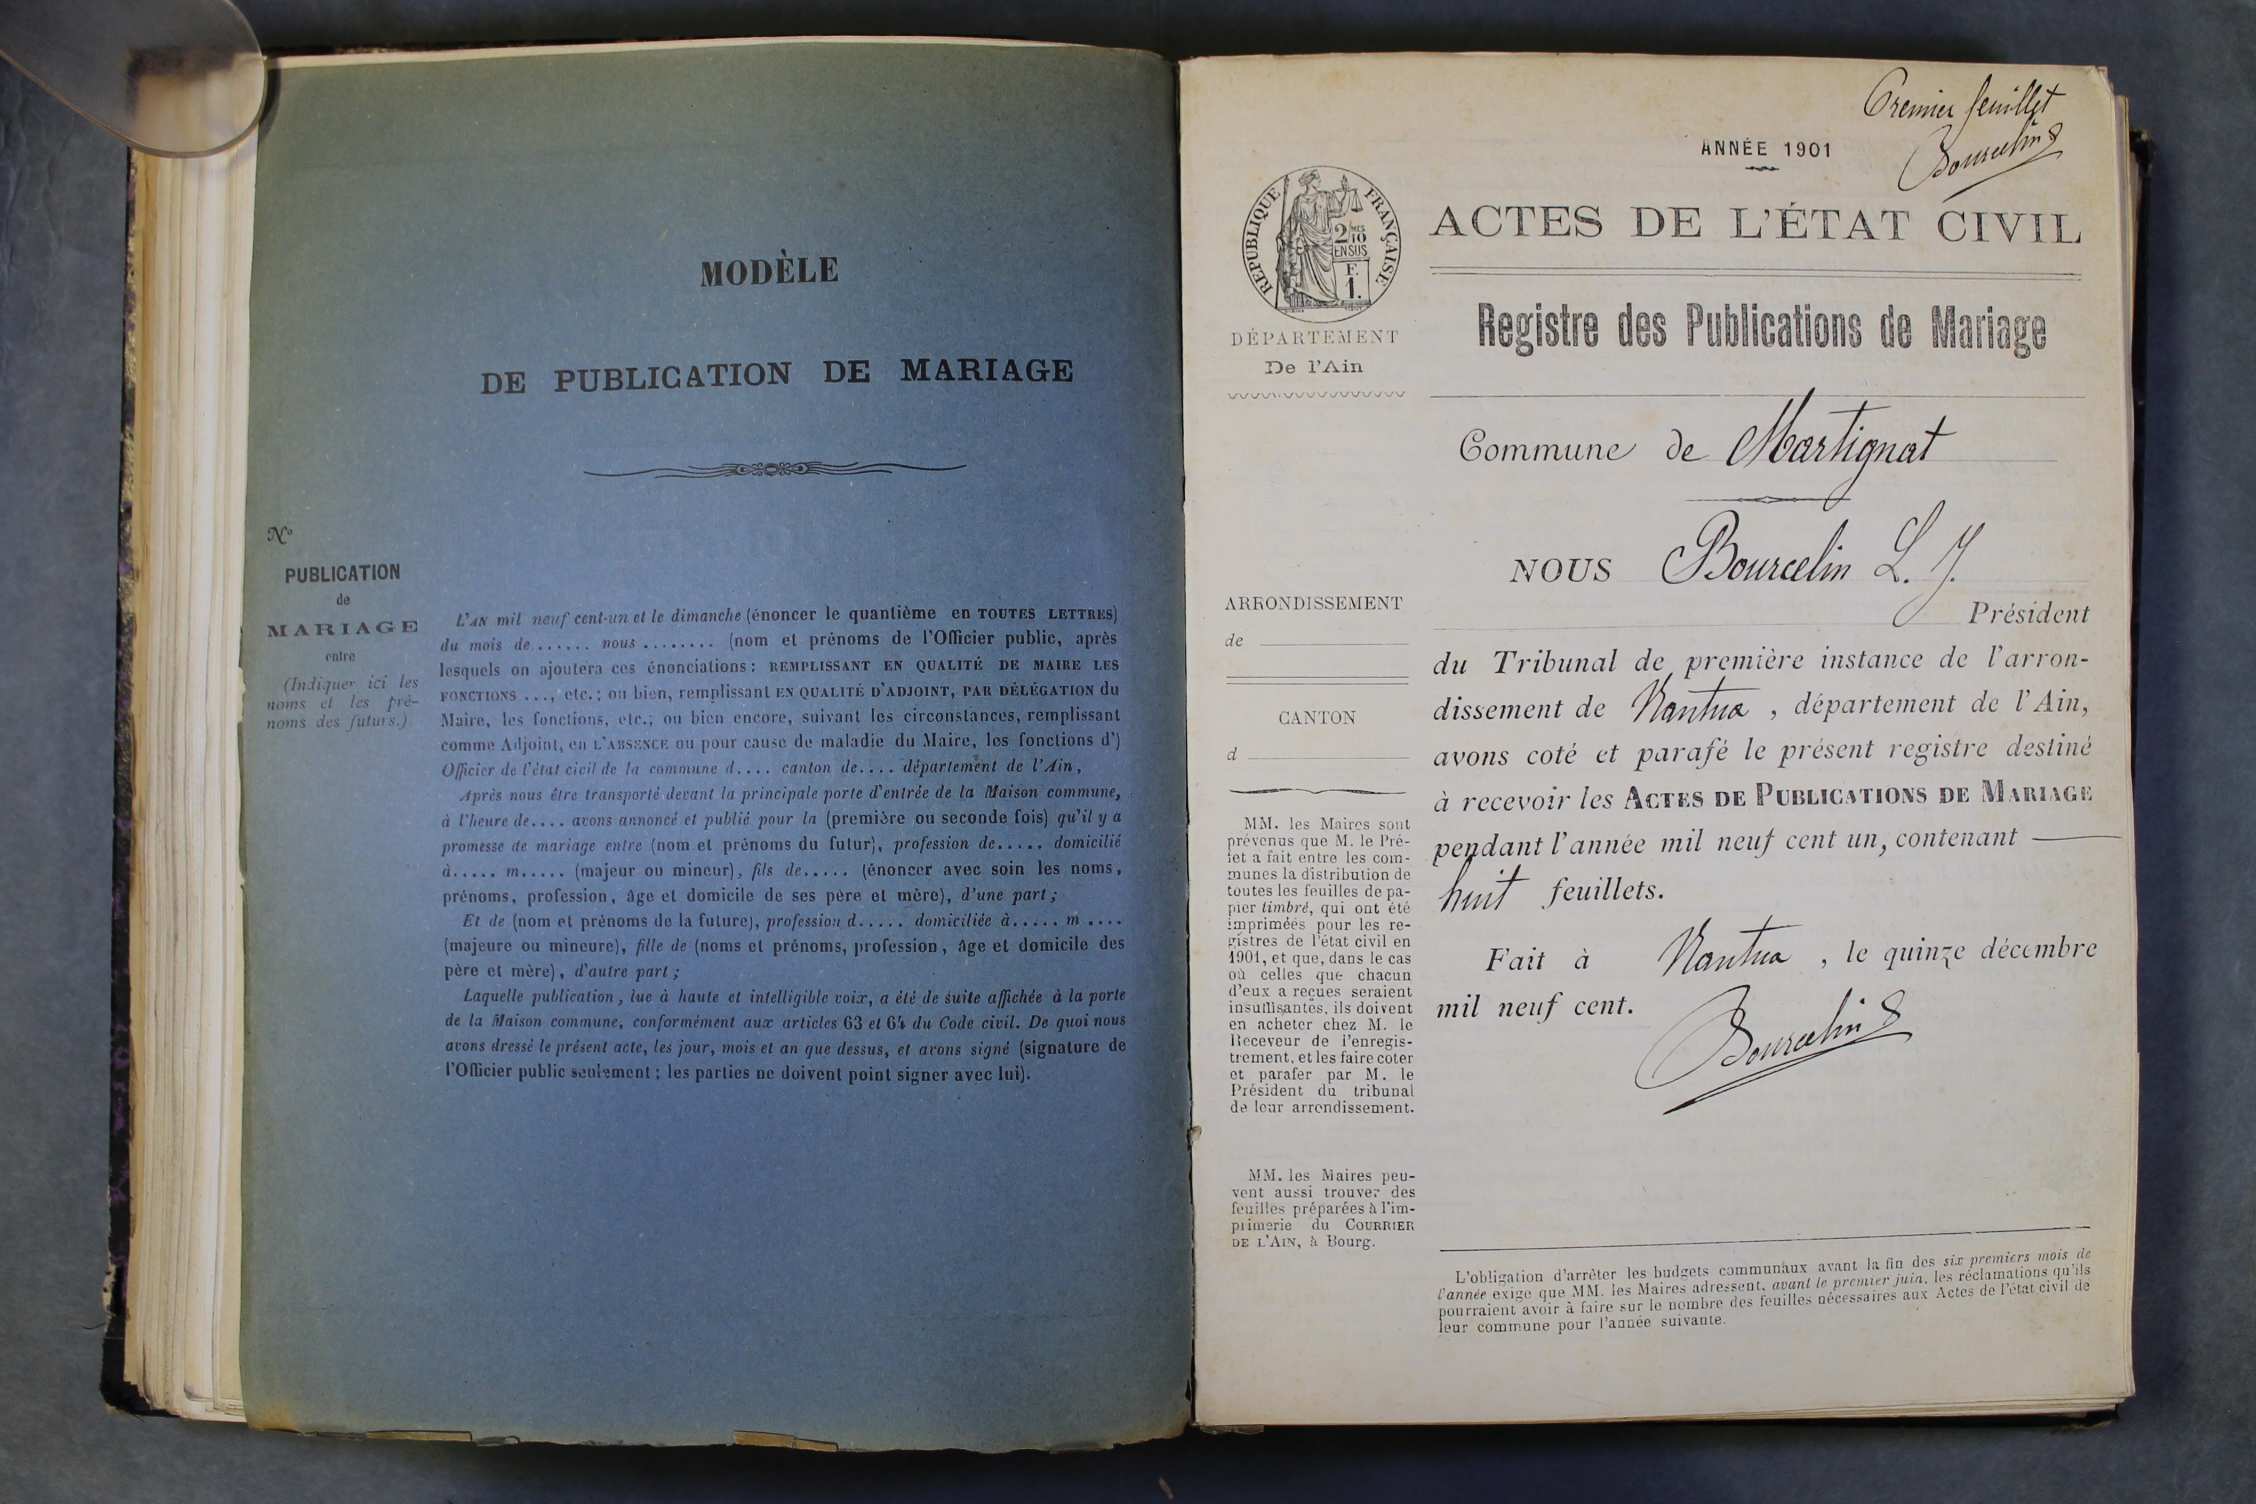 MODÈLE
DE PUBLICATION DE MARIAGE
N°
PUBLICATION
de
MARIAGE
entre
(Indiquer ici les
noms et les pré-
noms des futurs.)
L'AN mil neuf cent-un et le dimanche (énoncer le quantième en TOUTES LETTRES)
du mois de ...... nous ........ (nom et prénoms de l'Officier public, après
lesquels on ajoutera ces énonciations : REMPLISSANT EN QUALITÉ DE MAIRE LES
FONCTIONS ..., etc.; ou bien, remplissant EN QUALITÉ D'ADJOINT, PAR DÉLÉGATION du
Maire, les fonctions, etc.; ou bien encore, suivant les circonstances, remplissant
comme Adjoint, en L'ABSENCE ou pour cause de maladie du Maire, les fonctions d')
Officier de l'état civil de la commune d.... canton de.... département de l'Ain,
Après nous être transporté devant la principale porte d'entrée de la Maison commune,
à l'heure de.... avons annoncé et publié pour la (première ou seconde fois) qu'il y a
promesse de mariage entre (nom et prénoms du futur), profession de..... domicilié
à..... m..... (majeur ou mineur), fils de..... (énoncer avec soin les noms,
prénoms, profession, âge et domicile de ses père et mère), d'une part ;
Et de (nom et prénoms de la future), profession d..... domiciliée à..... m ....
(majeure ou mineure), fille de (noms et prénoms, profession, âge et domicile des
père et mère), d'autre part ;
Laquelle publication, lue à haute et intelligible voix, a été de suite affichée à la porte
de la Maison commune, conformément aux articles 63 et 64 du Code civil. De quoi nous
avons dressé le présent acte, les jour, mois et an que dessus, et avons signé (signature de
l'Officier public seulement ; les parties ne doivent point signer avec lui).
Premier feuillet
Bourcelin
ANNÉE 1901
RÉPUBLIQUE FRANÇAISE
2/10 EN SUS
F. 1.
ACTES DE L'ÉTAT CIVIL
DÉPARTEMENT
De l'Ain
Registre des Publications de Mariage
Commune de Martignat
NOUS Bourcelin L. J.
Président
du Tribunal de première instance de l'arron-
dissement de Nantua, département de l'Ain,
avons coté et parafé le présent registre destiné
à recevoir les ACTES DE PUBLICATIONS DE MARIAGE
pendant l'année mil neuf cent un, contenant
huit feuillets.
Fait à Nantua, le quinze décembre
mil neuf cent.
Bourcelin
ARRONDISSEMENT
de
CANTON
d
MM. les Maires sont
prévenus que M. le Pré-
fet a fait entre les com-
munes la distribution de
toutes les feuilles de pa-
pier timbré, qui ont été
imprimées pour les re-
gistres de l'état civil en
1901, et que, dans le cas
où celles que chacun
d'eux a reçues seraient
insuffisantes, ils doivent
en acheter chez M. le
Receveur de l'enregis-
trement, et les faire coter
et parafer par M. le
Président du tribunal
de leur arrondissement.
MM. les Maires peu-
vent aussi trouver des
feuilles préparées à l'im-
primerie du COURRIER
DE L'AIN, à Bourg.
L'obligation d'arrêter les budgets communaux avant la fin des six premiers mois de
l'année exige que MM. les Maires adressent, avant le premier juin, les réclamations qu'ils
pourraient avoir à faire sur le nombre des feuilles nécessaires aux Actes de l'état civil de
leur commune pour l'année suivante.